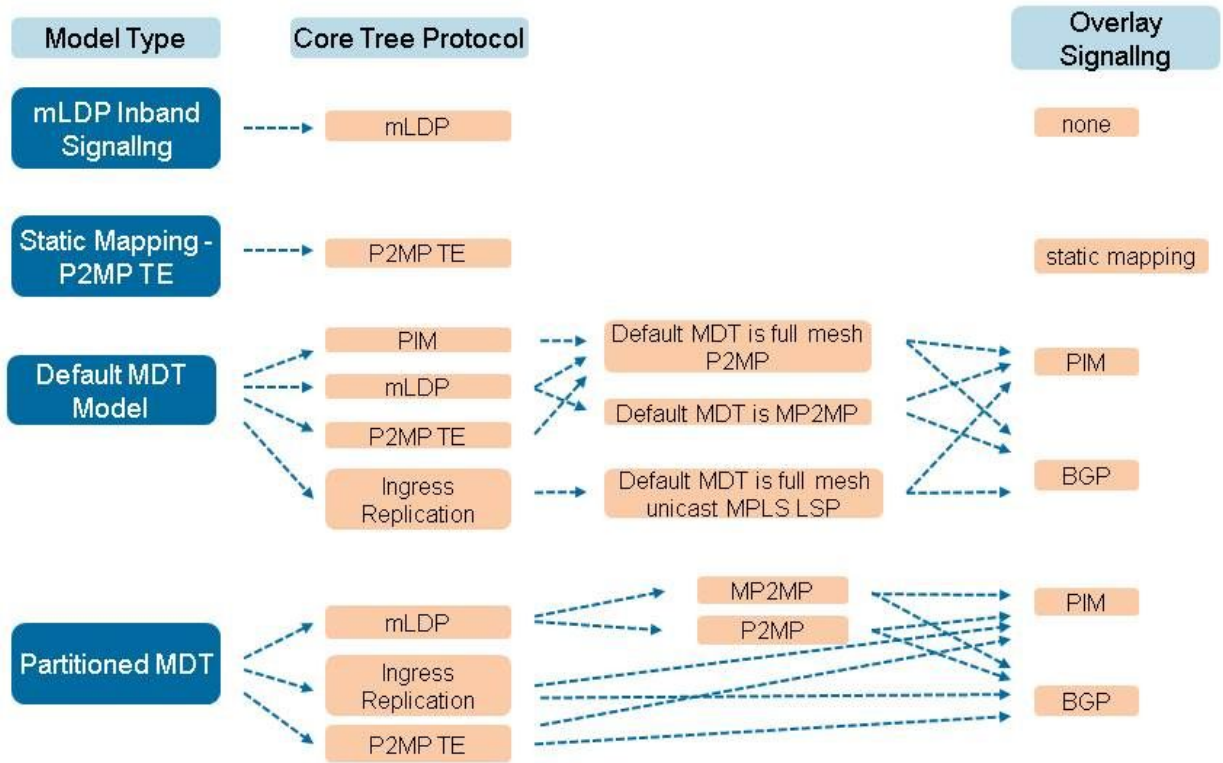 Model Type
Core Tree Protocol
Overlay
Signallng
mLDP Inband
Signallng
mLDP
none
Static Mapping -
P2MP TE
P2MP TE
static mapping
Default MDT
Model
PIM
mLDP
P2MP TE
Ingress
Replication
Default MDT is full mesh
P2MP
Default MDT is MP2MP
Default MDT is full mesh
unicast MPLS LSP
PIM
BGP
Partitioned MDT
mLDP
Ingress
Replication
P2MP TE
MP2MP
P2MP
PIM
BGP